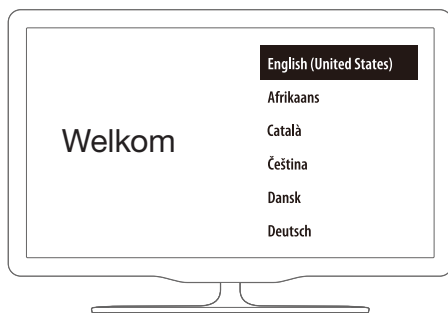 Welkom
English (United States)
Afrikaans
Català
Čeština
Dansk
Deutsch